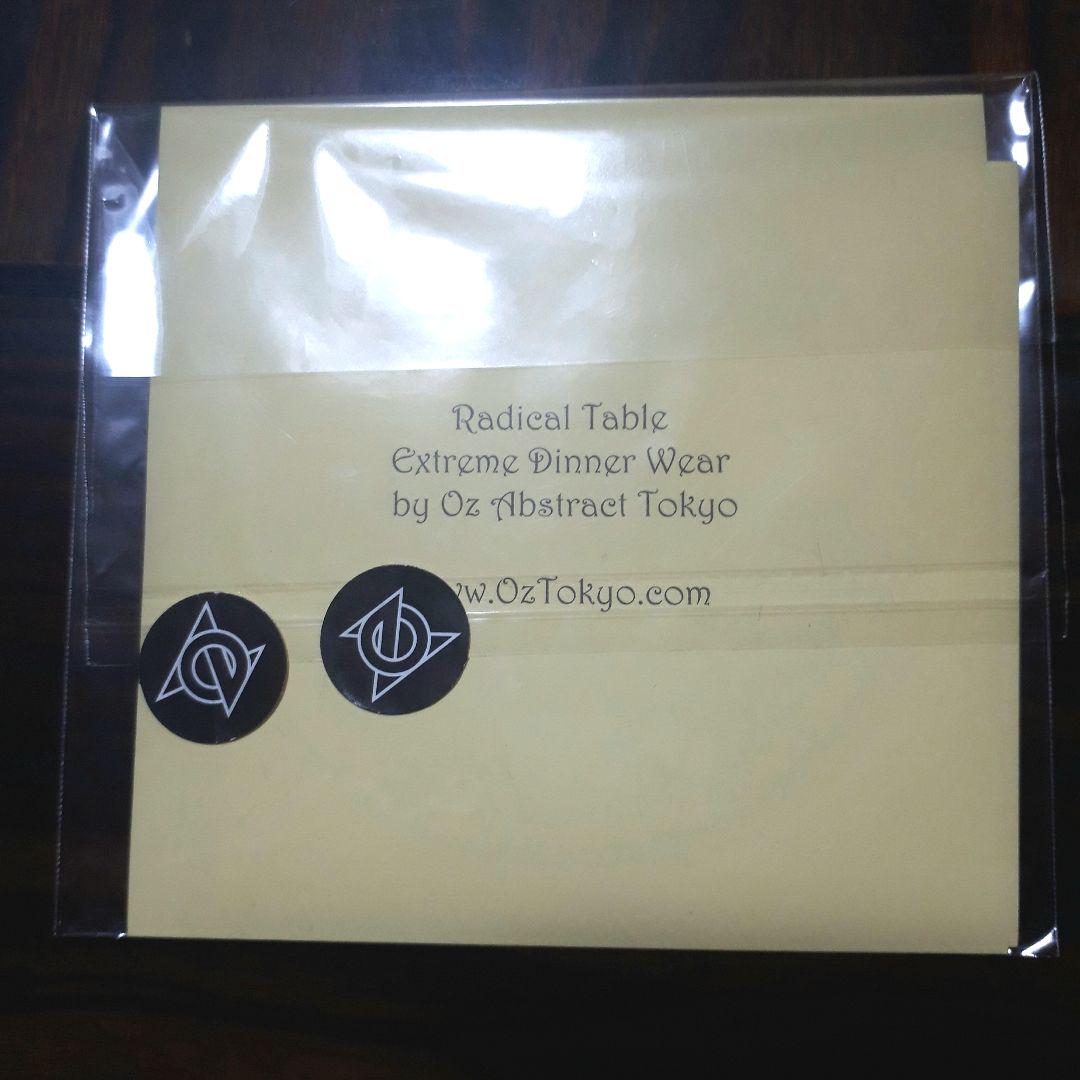 Radical Table
Extreme Dinner Wear
by Oz Abstract Tokyo
w.OzTokyo.com